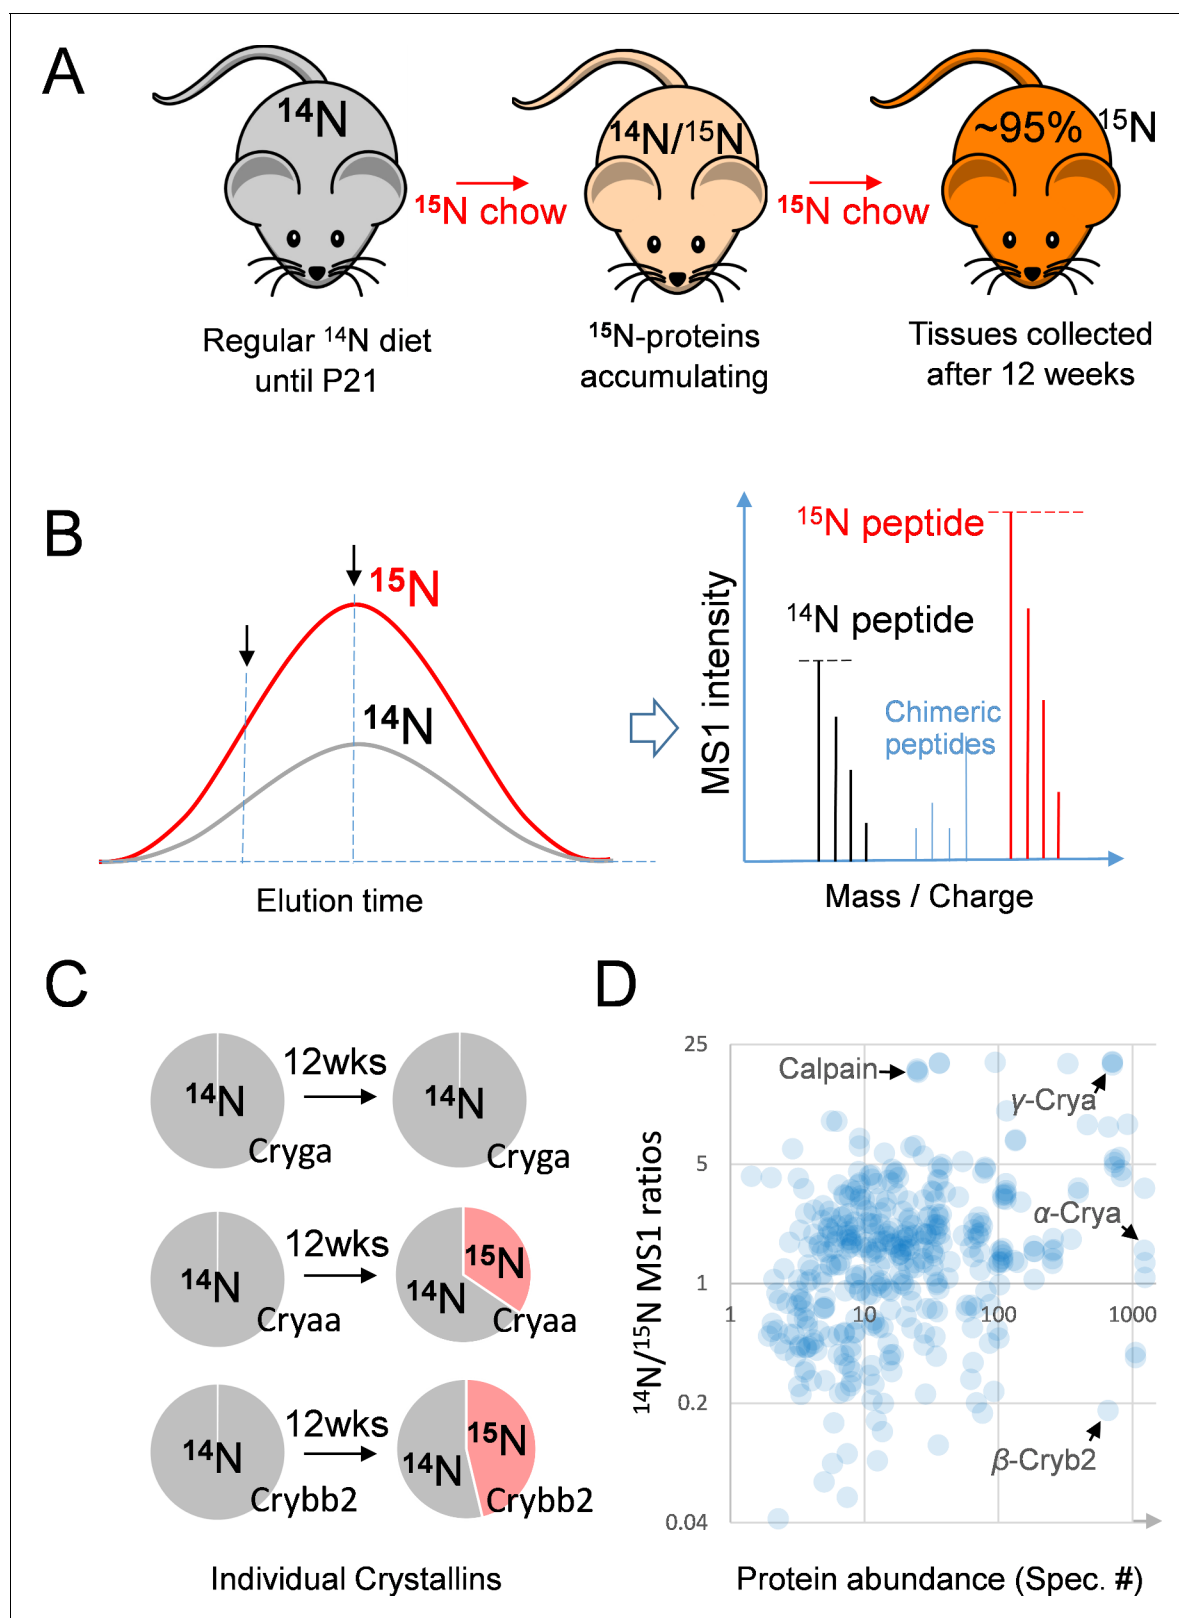 A
¹⁴N
¹⁴N/¹⁵N
~95% ¹⁵N
¹⁵N chow
¹⁵N chow
Regular ¹⁴N diet
until P21
¹⁵N-proteins
accumulating
Tissues collected
after 12 weeks
B
¹⁵N
¹⁴N
Elution time
MS1 intensity
¹⁵N peptide
¹⁴N peptide
Chimeric
peptides
Mass / Charge
C
¹⁴N
Cryga
12wks
¹⁴N
Cryga
¹⁴N
Cryaa
12wks
¹⁵N
¹⁴N
Cryaa
¹⁴N
Crybb2
12wks
¹⁵N
¹⁴N
Crybb2
Individual Crystallins
D
¹⁴N/¹⁵N MS1 ratios
25
5
1
0.2
0.04
1
10
100
1000
Calpain
γ-Crya
α-Crya
β-Cryb2
Protein abundance (Spec. #)